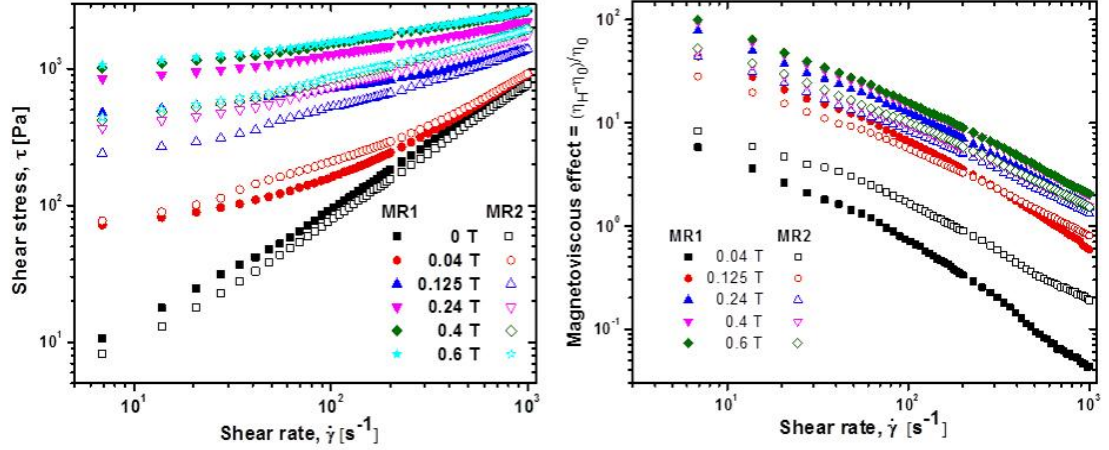 Shear stress, τ [Pa]
10³
10²
10¹
MR1 MR2
0 T
0.04 T
0.125 T
0.24 T
0.4 T
0.6 T
10¹ 10² 10³
Shear rate, γ̇ [s⁻¹]
Magnetoviscous effect = (η_H-η_0)/η_0
10²
10¹
10⁰
10⁻¹
MR1 MR2
0.04 T
0.125 T
0.24 T
0.4 T
0.6 T
10¹ 10² 10³
Shear rate, γ̇ [s⁻¹]